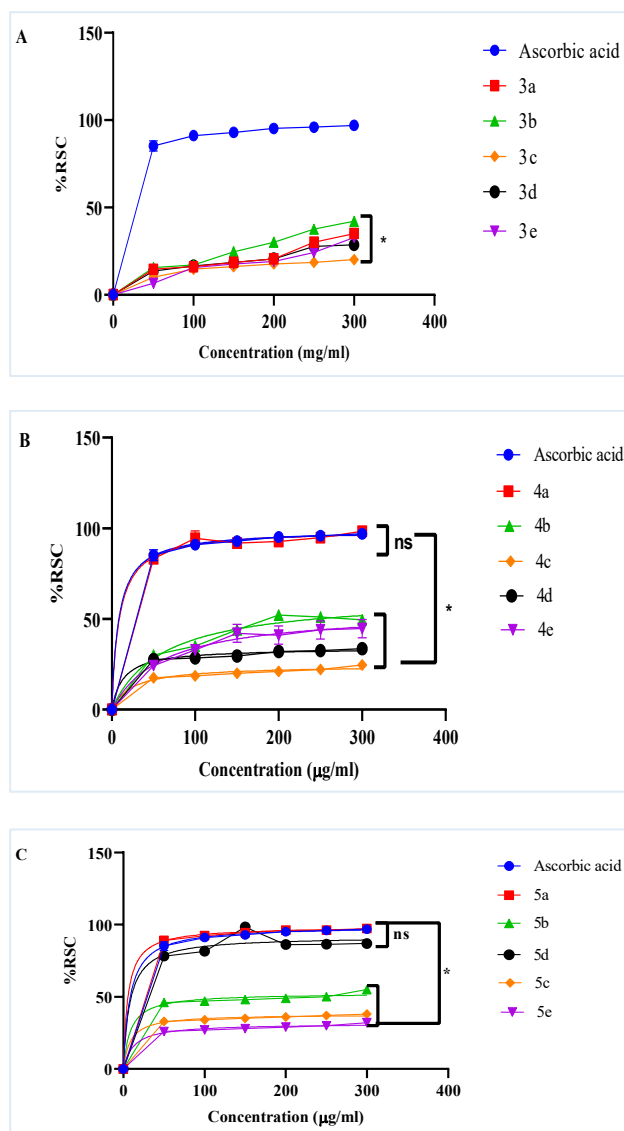 A
150
100
50
0
%RSC
0 100 200 300 400
Concentration (mg/ml)
*
Ascorbic acid
3a
3b
3c
3d
3e
B
150
100
50
0
%RSC
0 100 200 300 400
Concentration (µg/ml)
ns
*
Ascorbic acid
4a
4b
4c
4d
4e
C
150
100
50
0
%RSC
0 100 200 300 400
Concentration (µg/ml)
ns
*
Ascorbic acid
5a
5b
5d
5c
5e